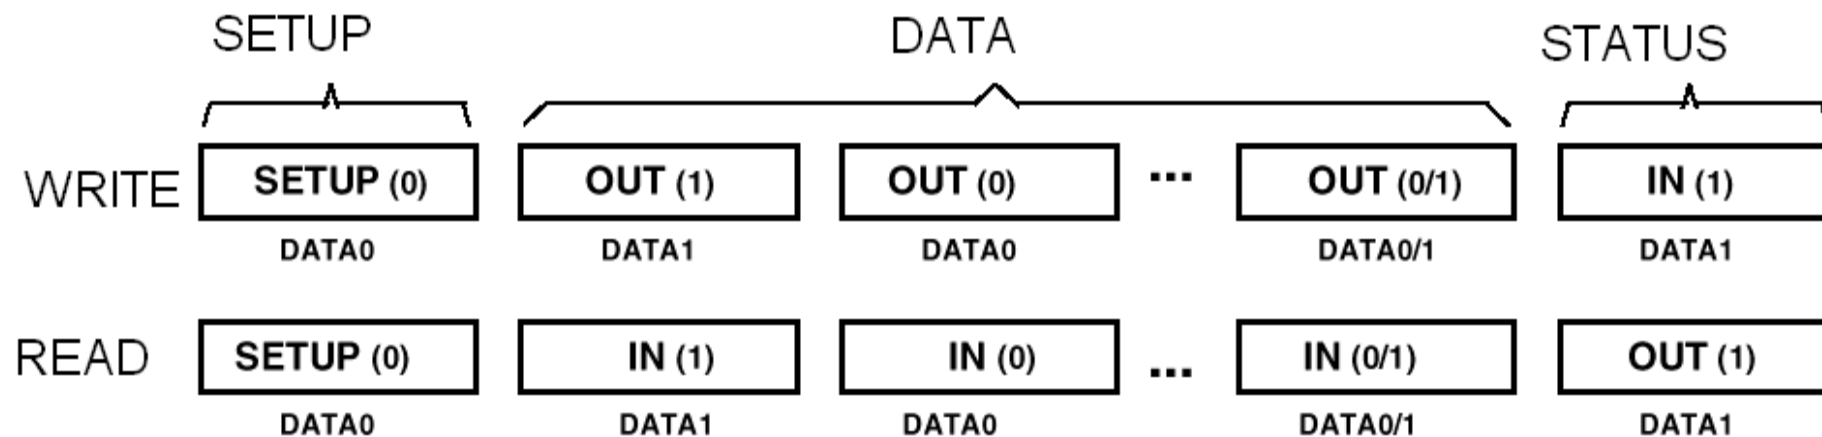 SETUP DATA STATUS
WRITE SETUP (0) OUT (1) OUT (0) ... OUT (0/1) IN (1)
DATA0 DATA1 DATA0 DATA0/1 DATA1
READ SETUP (0) IN (1) IN (0) ... IN (0/1) OUT (1)
DATA0 DATA1 DATA0 DATA0/1 DATA1